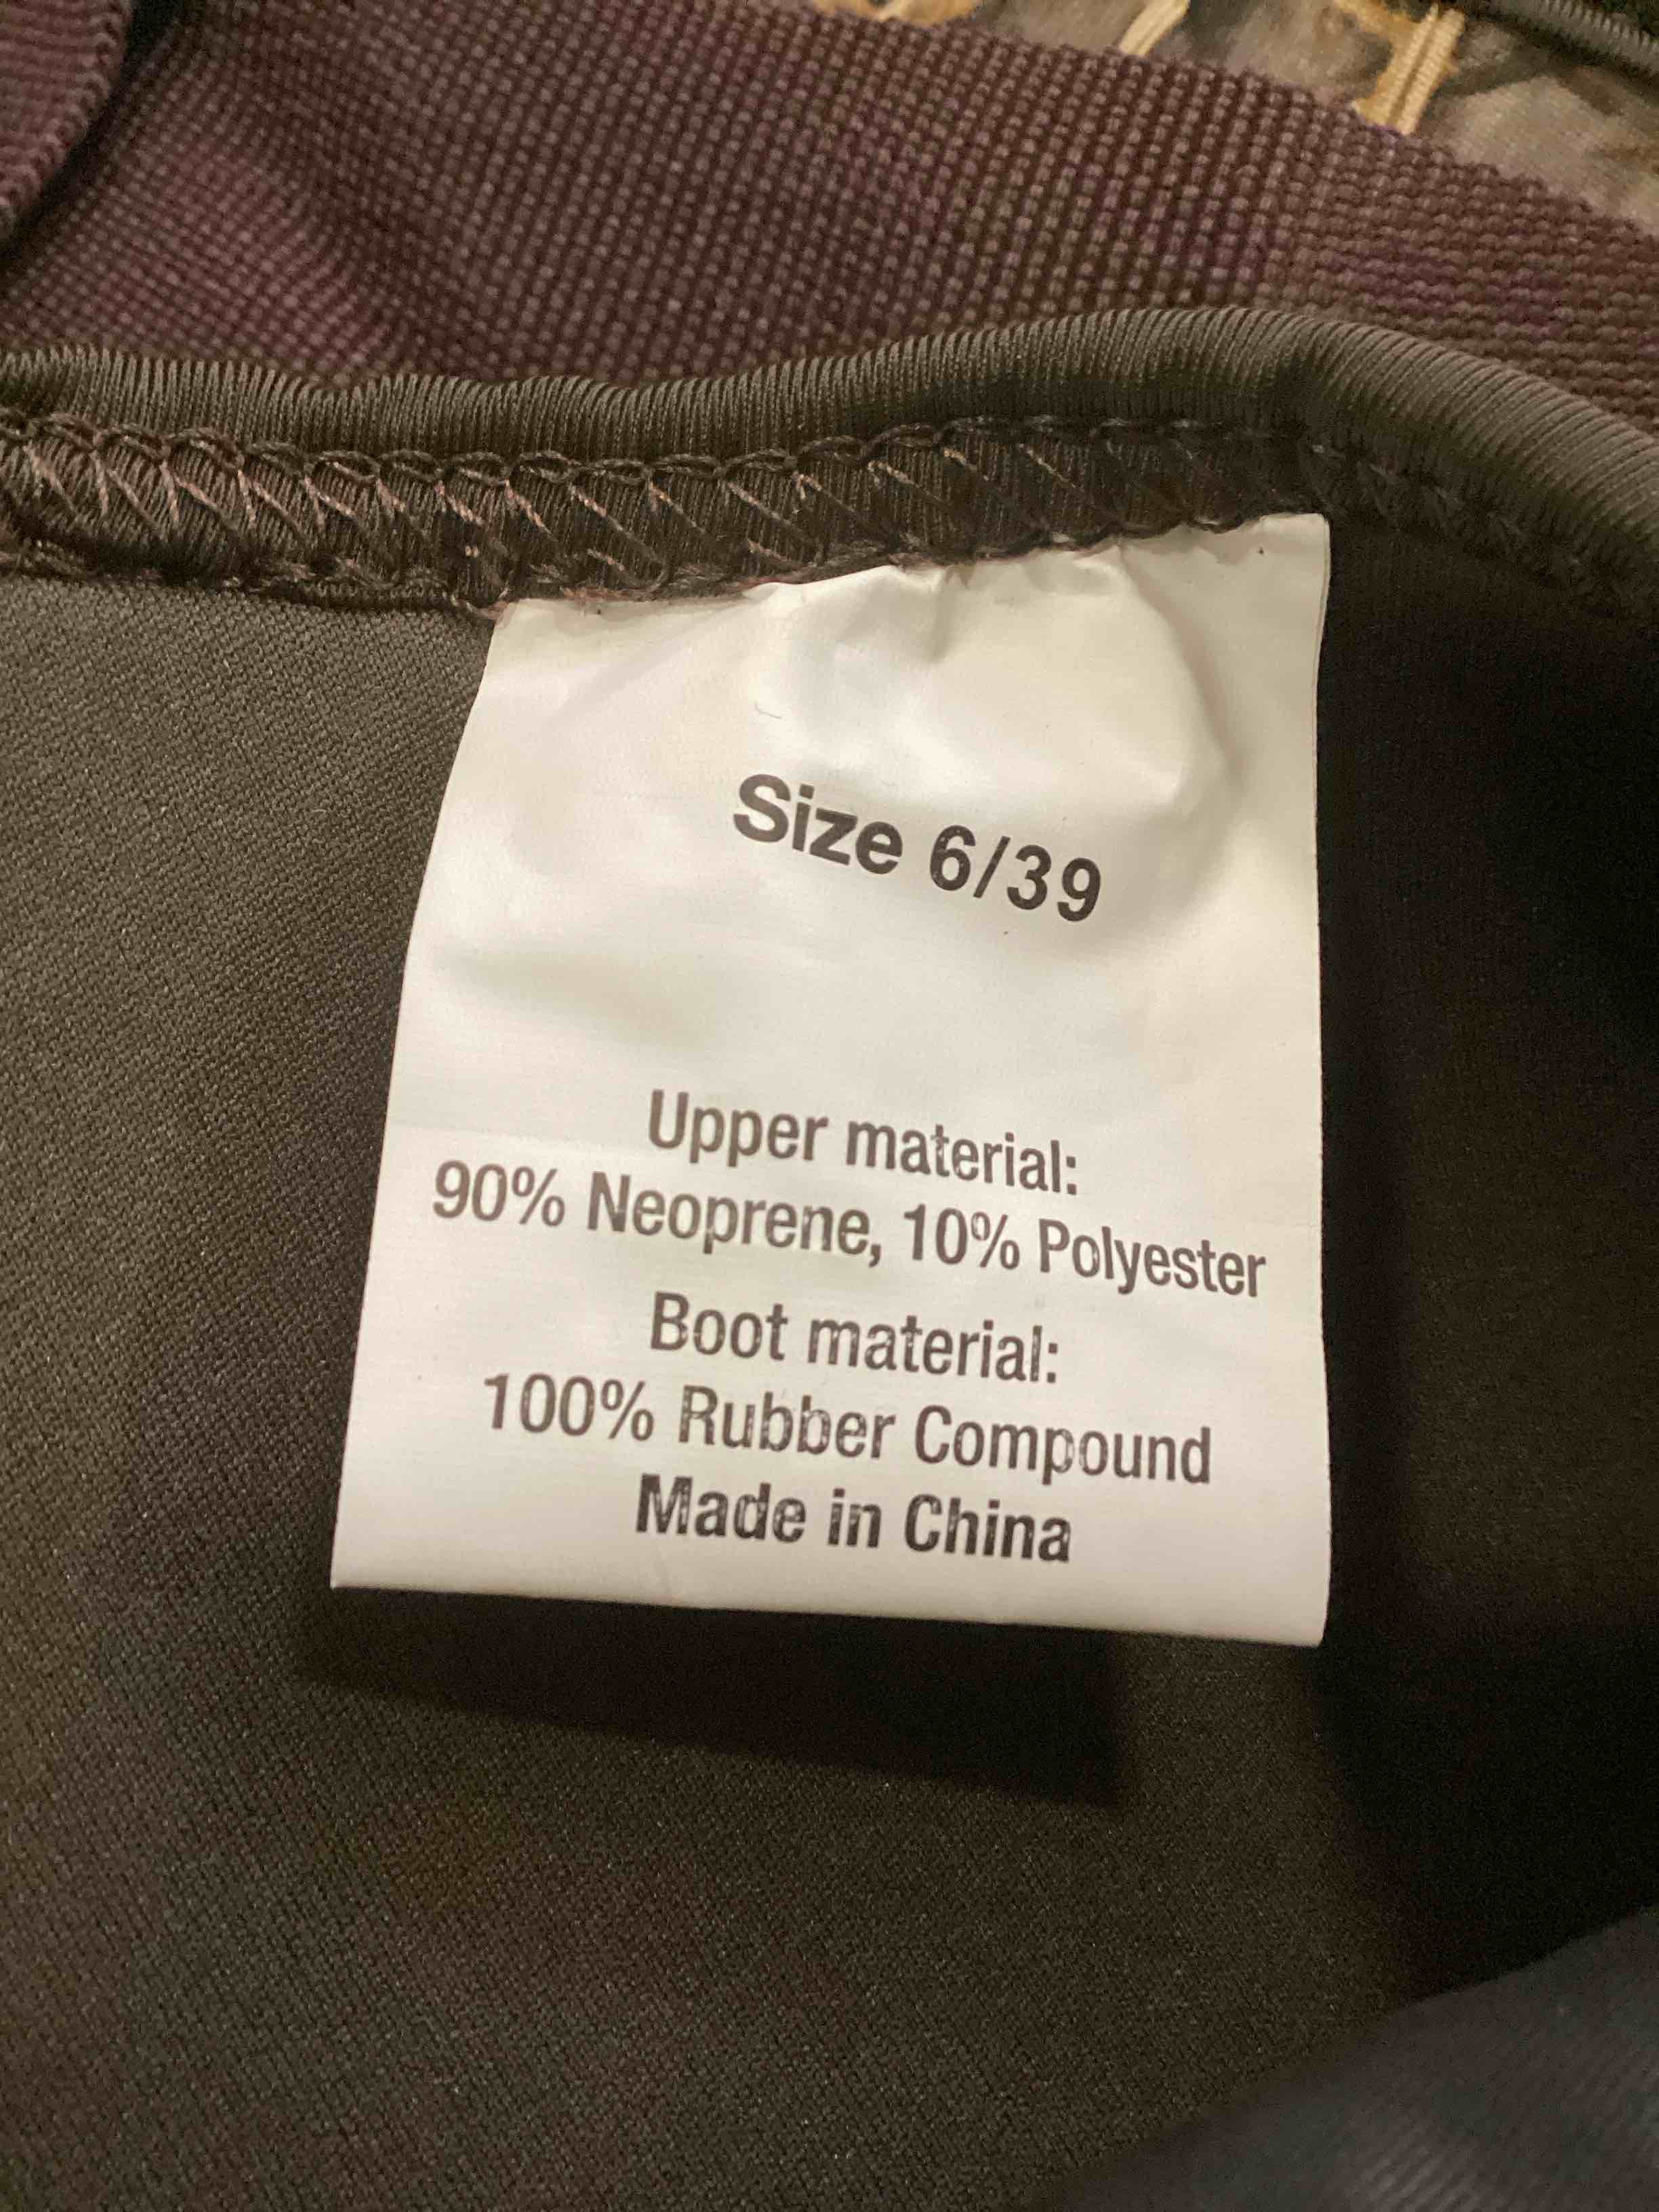 Size 6/39
Upper material:
90% Neoprene, 10% Polyester
Boot material:
100% Rubber Compound
Made in China